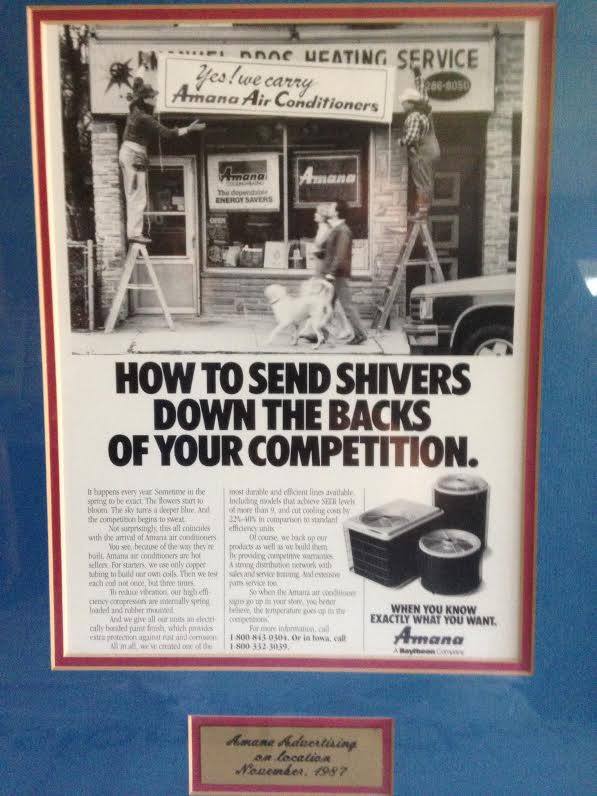 HEATING SERVICE
Yes! we carry
Amana Air Conditioners
Amana
COOLING HEATING
The dependable
ENERGY SAVERS
Amana
OPEN
HOW TO SEND SHIVERS
DOWN THE BACKS
OF YOUR COMPETITION.
It happens every year. Sometime in the
spring to be exact. The flowers start to
bloom. The sky turns a deeper blue. And
the competition begins to sweat.
Not surprisingly, this all coincides
with the arrival of Amana air conditioners.
You see, because of the way they're
built, Amana air conditioners are hot
sellers. For starters, we use only copper
tubing to build our own coils. Then we test
each coil not once, but three times.
To reduce vibration, our high effi-
ciency compressors are internally spring
loaded and rubber mounted.
And we give all our units an electri-
cally bonded paint finish, which provides
extra protection against rust and corrosion.
All in all, we've created one of the
most durable and efficient lines available.
Including models that achieve SEER levels
of more than 9, and cut cooling costs by
22%-40% in comparison to standard
efficiency units.
Of course, we back up our
products as well as we build them.
By providing competitive warranties.
A strong distribution network with
sales and service training. And extensive
parts service too.
So when the Amana air conditioner
signs go up in your store, you better
believe, the temperature goes up in the
competitions.
For more information, call
1-800-843-0304. Or in Iowa, call
1-800-332-3039.
WHEN YOU KNOW
EXACTLY WHAT YOU WANT.
Amana
A Raytheon Company
Amana Advertising
on location
November, 1987